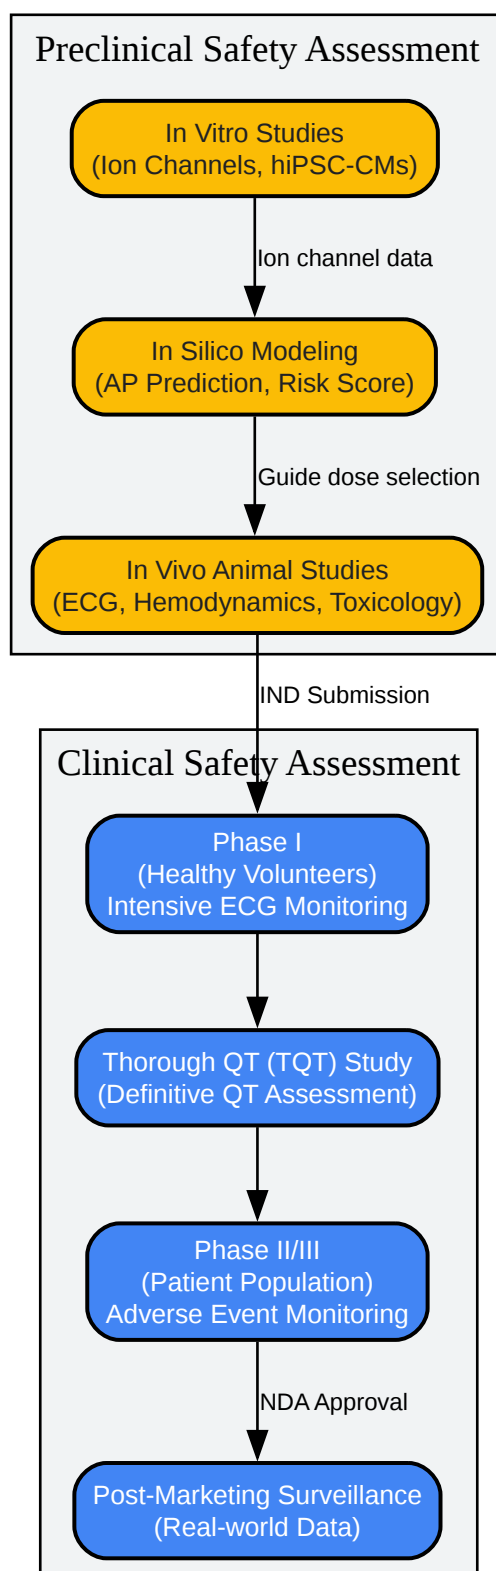 Preclinical Safety Assessment
In Vitro Studies
(Ion Channels, hiPSC-CMs)
Ion channel data
In Silico Modeling
(AP Prediction, Risk Score)
Guide dose selection
In Vivo Animal Studies
(ECG, Hemodynamics, Toxicology)
IND Submission
Clinical Safety Assessment
Phase I
(Healthy Volunteers)
Intensive ECG Monitoring
Thorough QT (TQT) Study
(Definitive QT Assessment)
Phase II/III
(Patient Population)
Adverse Event Monitoring
NDA Approval
Post-Marketing Surveillance
(Real-world Data)